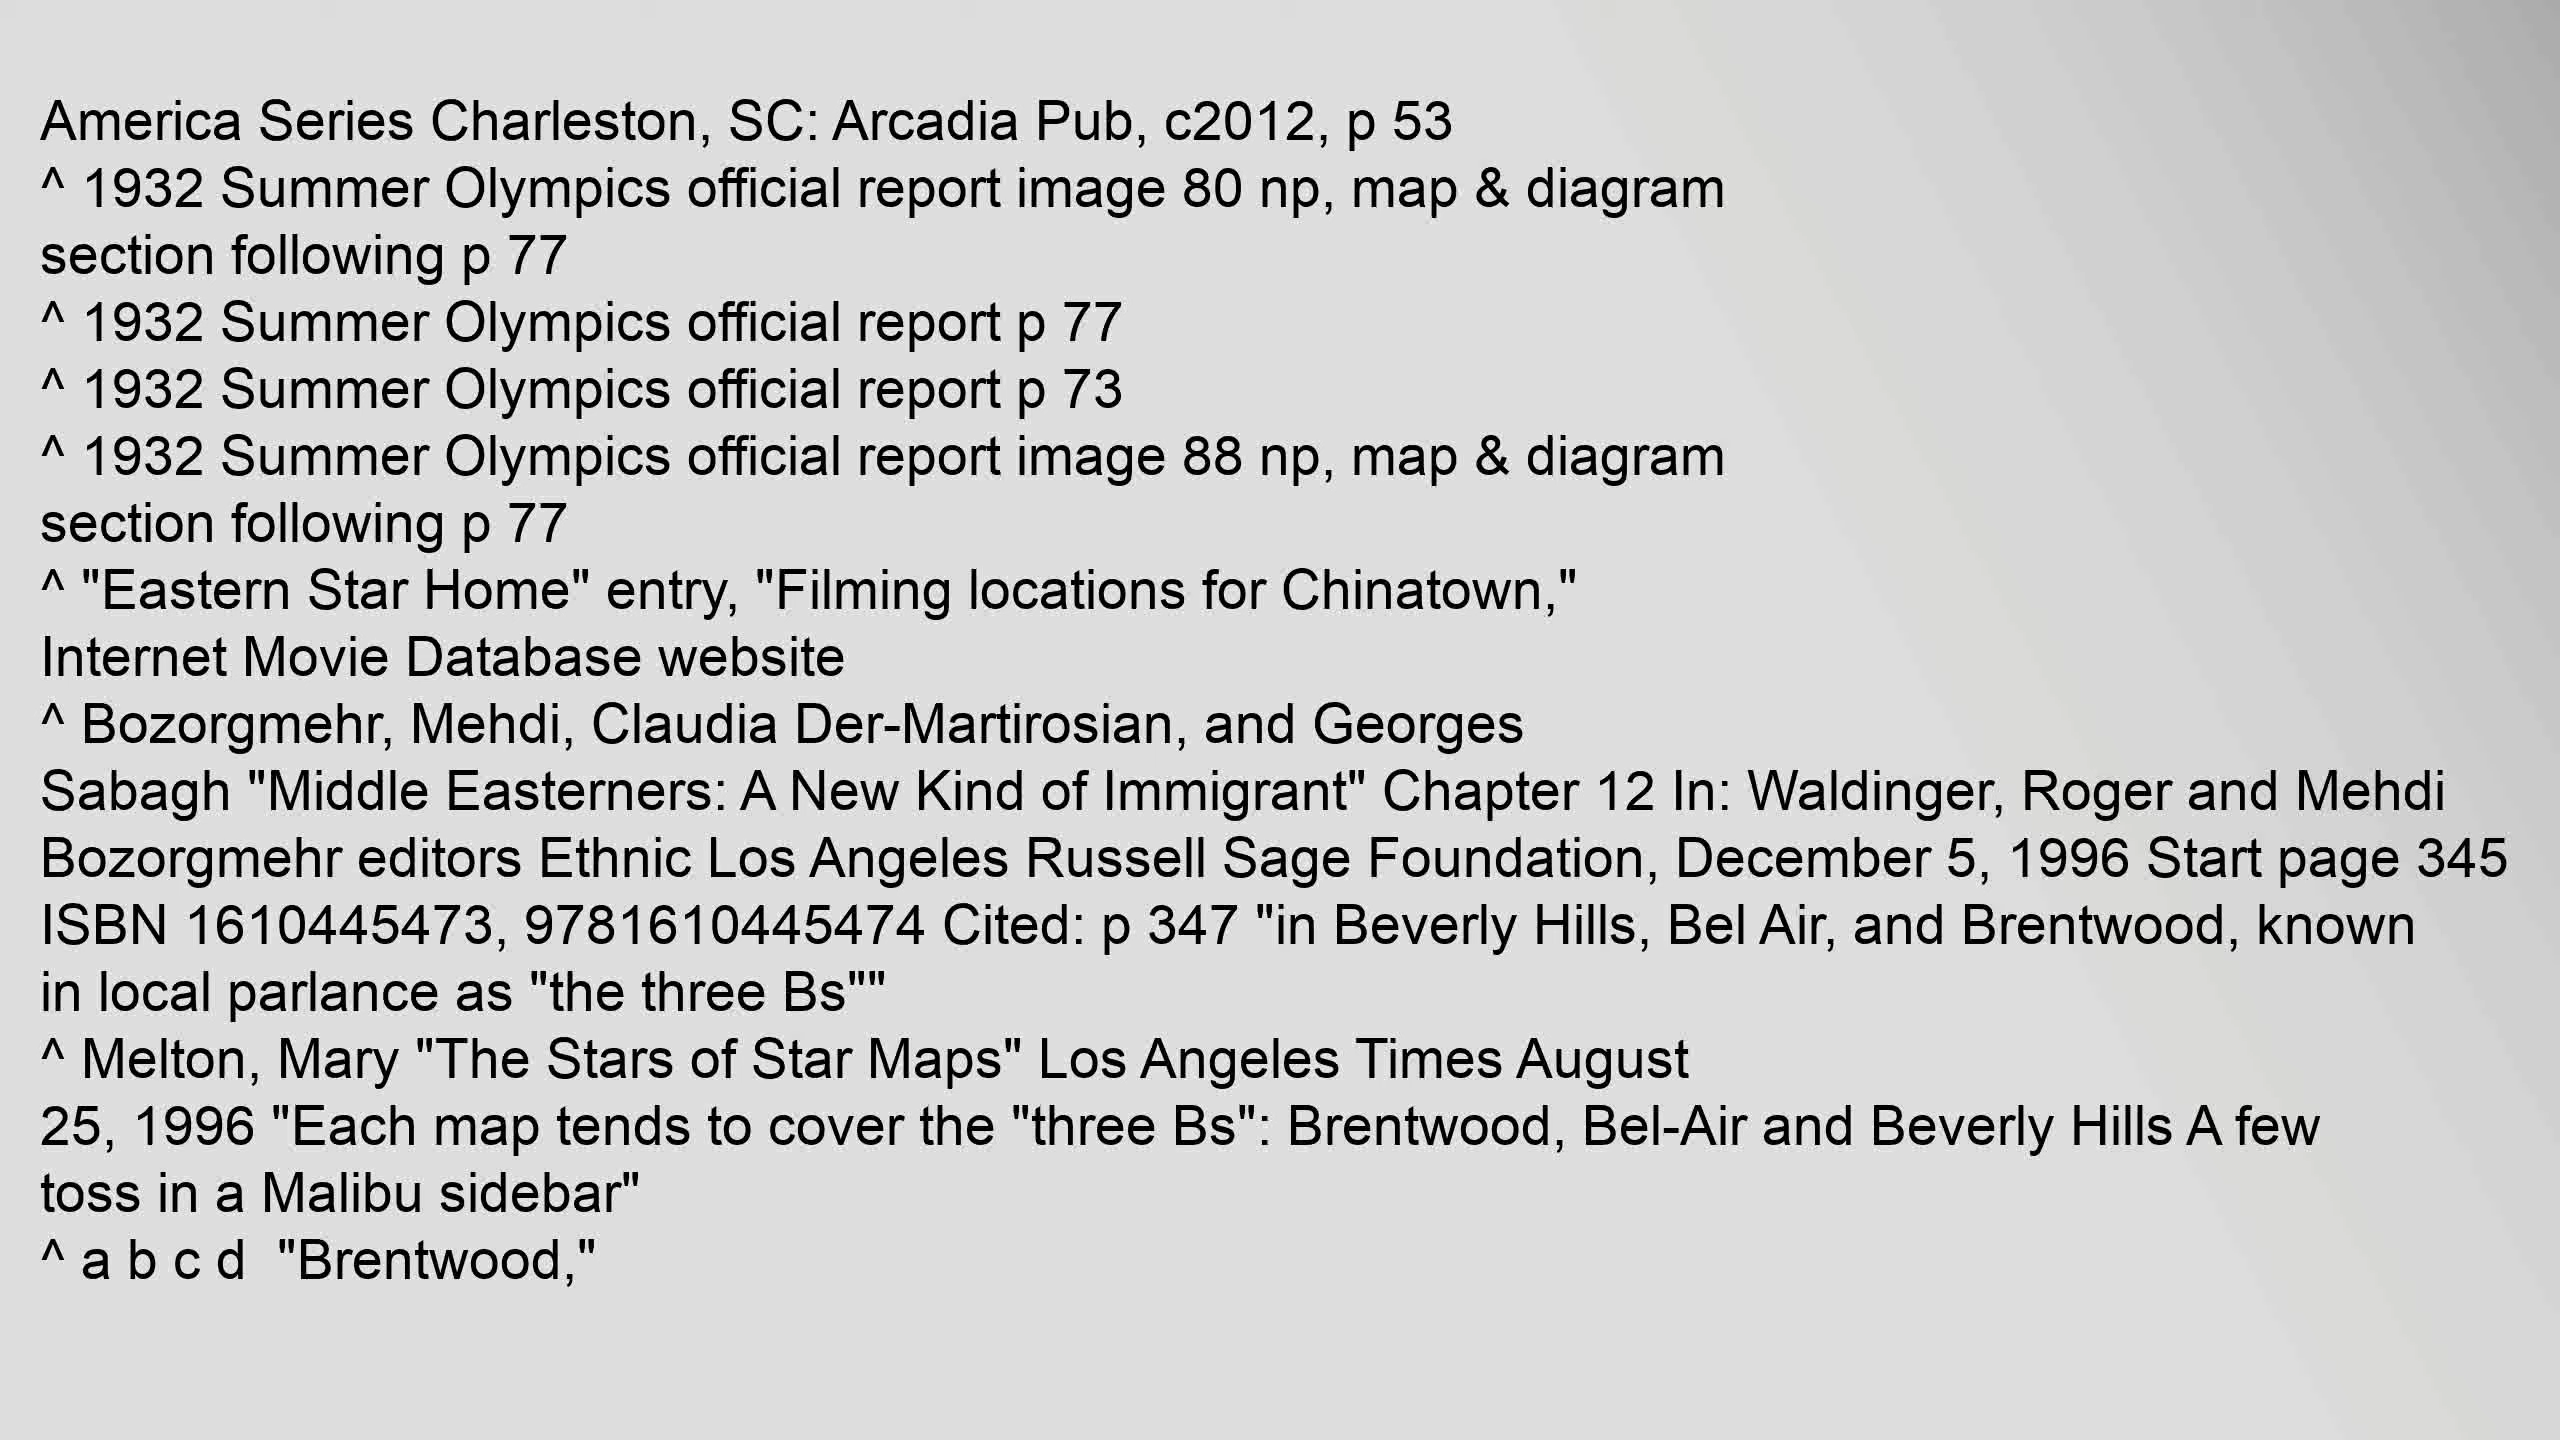 America Series Charleston, SC: Arcadia Pub, c2012, p 53
^ 1932 Summer Olympics official report image 80 np, map & diagram
section following p 77
^ 1932 Summer Olympics official report p 77
^ 1932 Summer Olympics official report p 73
^ 1932 Summer Olympics official report image 88 np, map & diagram
section following p 77
^ "Eastern Star Home" entry, "Filming locations for Chinatown,"
Internet Movie Database website
^ Bozorgmehr, Mehdi, Claudia Der-Martirosian, and Georges
Sabagh "Middle Easterners: A New Kind of Immigrant" Chapter 12 In: Waldinger, Roger and Mehdi
Bozorgmehr editors Ethnic Los Angeles Russell Sage Foundation, December 5, 1996 Start page 345
ISBN 1610445473, 9781610445474 Cited: p 347 "in Beverly Hills, Bel Air, and Brentwood, known
in local parlance as "the three Bs""
^ Melton, Mary "The Stars of Star Maps" Los Angeles Times August
25, 1996 "Each map tends to cover the "three Bs": Brentwood, Bel-Air and Beverly Hills A few
toss in a Malibu sidebar"
^ a b c d  "Brentwood,"